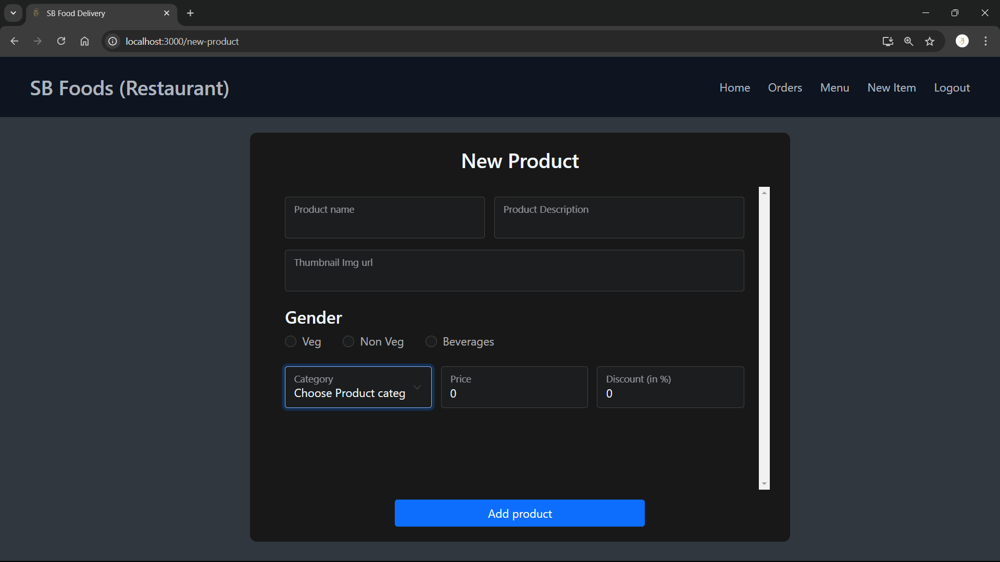 SB Food Delivery
localhost:3000/new-product
SB Foods (Restaurant)
Home Orders Menu New Item Logout
New Product
Product name Product Description
Thumbnail Img url
Gender
Veg Non Veg Beverages
Category Price Discount (in %)
Choose Product categ 0 0
Add product